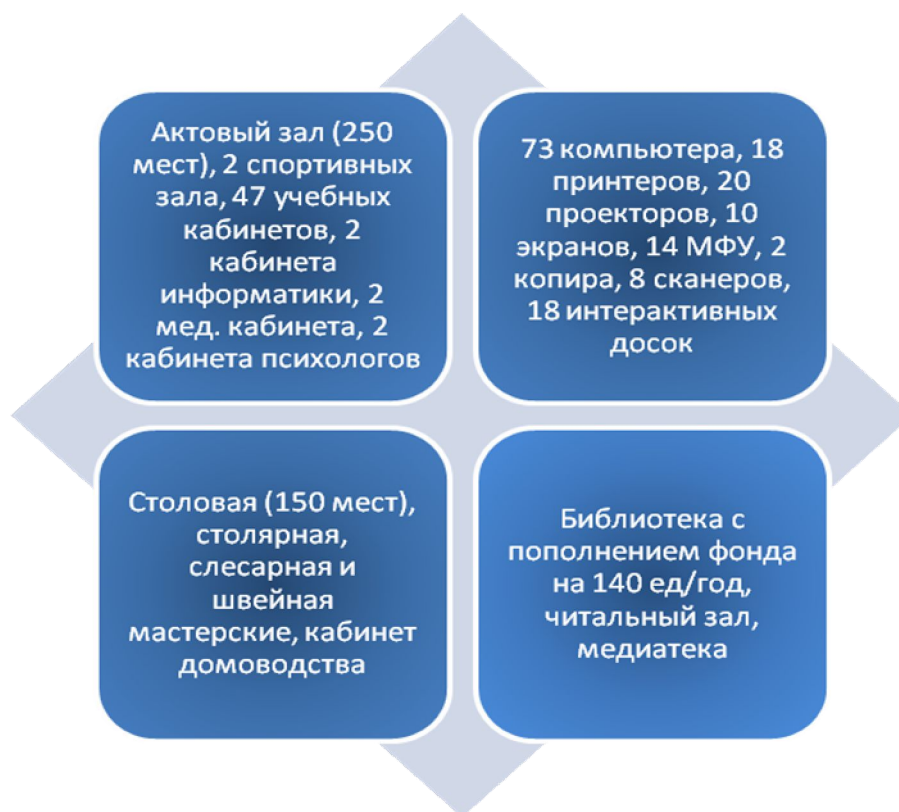 Актовый зал (250
мест), 2 спортивных
зала, 47 учебных
кабинетов, 2
кабинета
информатики, 2
мед. кабинета, 2
кабинета психологов
73 компьютера, 18
принтеров, 20
проекторов, 10
экранов, 14 МФУ, 2
копира, 8 сканеров,
18 интерактивных
досок
Столовая (150 мест),
столярная,
слесарная и
швейная
мастерские, кабинет
домоводства
Библиотека с
пополнением фонда
на 140 ед/год,
читальный зал,
медиатека